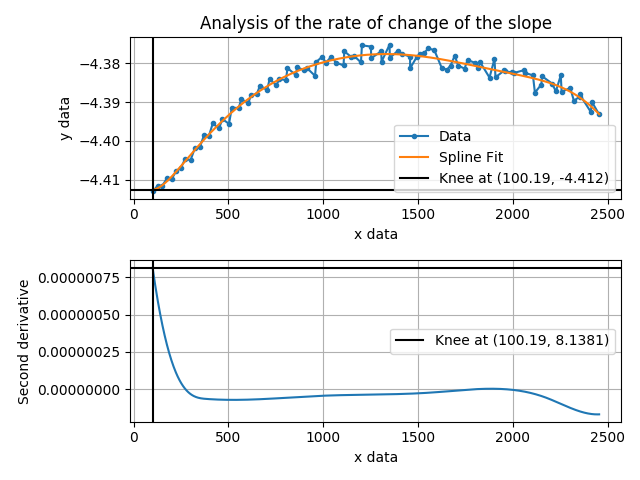 Analysis of the rate of change of the slope
y data
−4.38
−4.39
−4.40
−4.41
Data
Spline Fit
Knee at (100.19, -4.412)
0 500 1000 1500 2000 2500
x data
Second derivative
0.00000075
0.00000050
0.00000025
0.00000000
Knee at (100.19, 8.1381)
0 500 1000 1500 2000 2500
x data